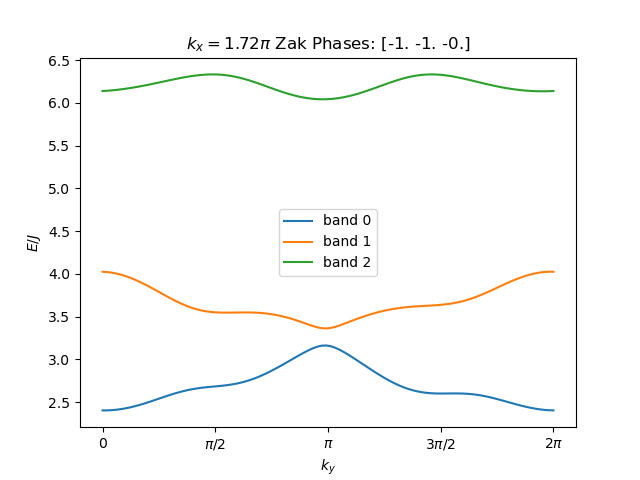 $k_x = 1.72\pi$ Zak Phases: [-1. -1. -0.]
6.5
6.0
5.5
5.0
4.5
4.0
3.5
3.0
2.5
E/J
band 0
band 1
band 2
0
π/2
π
3π/2
2π
$k_y$